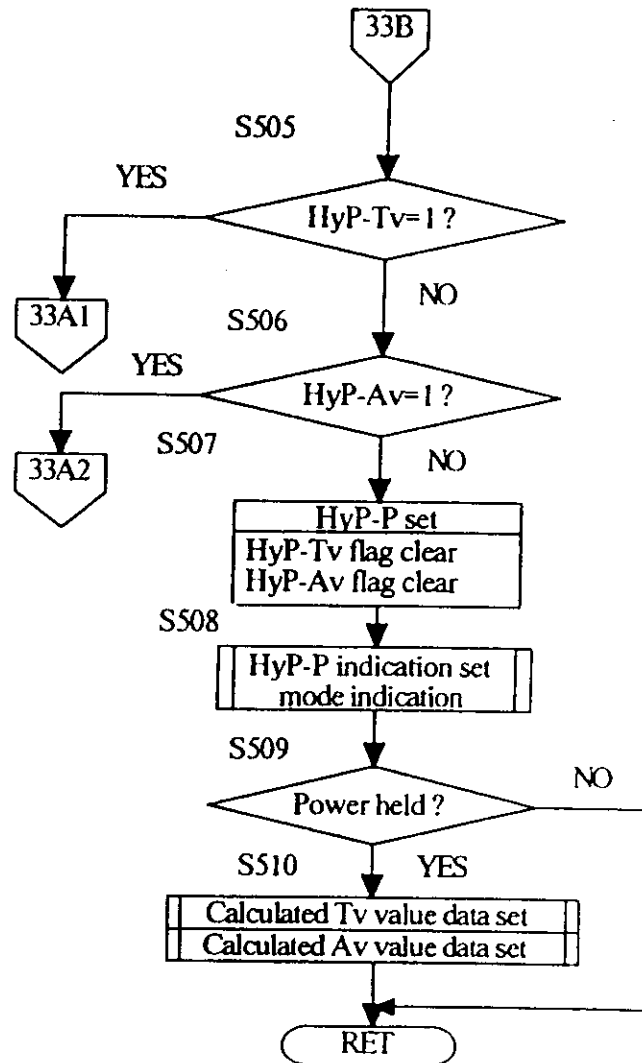 33B
S505
YES
HyP-Tv=1 ?
NO
33A1
S506
YES
HyP-Av=1 ?
S507
NO
33A2
HyP-P set
HyP-Tv flag clear
HyP-Av flag clear
S508
HyP-P indication set
mode indication
S509
NO
Power held ?
S510
YES
Calculated Tv value data set
Calculated Av value data set
RET